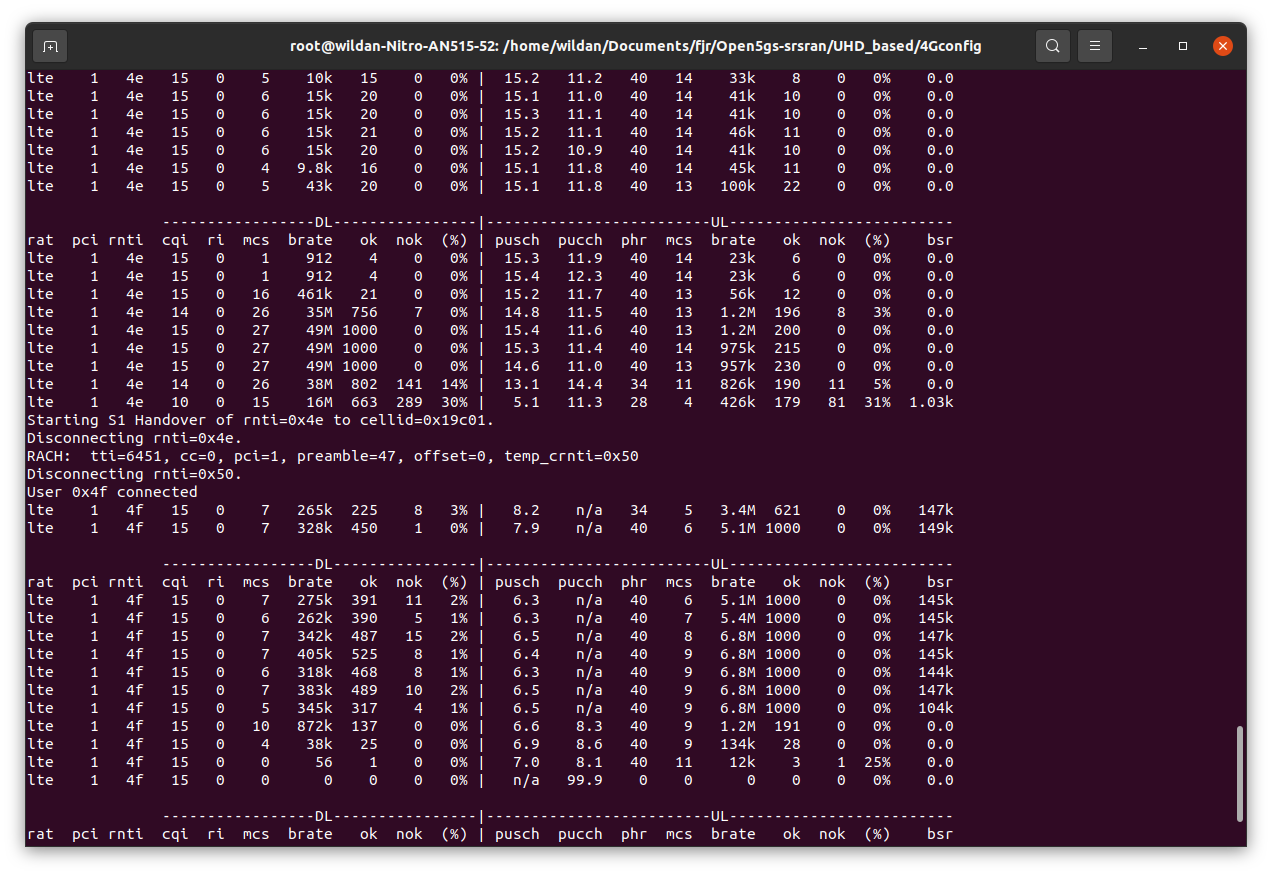 root@wildan-Nitro-AN515-52: /home/wildan/Documents/fjr/Open5gs-srsran/UHD_based/4Gconfig
lte    1   4e   15   0    5    10k   15    0   0% |  15.2   11.2   40   14    33k    8    0   0%    0.0
lte    1   4e   15   0    6    15k   20    0   0% |  15.1   11.0   40   14    41k   10    0   0%    0.0
lte    1   4e   15   0    6    15k   20    0   0% |  15.3   11.1   40   14    41k   10    0   0%    0.0
lte    1   4e   15   0    6    15k   21    0   0% |  15.2   11.1   40   14    46k   11    0   0%    0.0
lte    1   4e   15   0    6    15k   20    0   0% |  15.2   10.9   40   14    41k   10    0   0%    0.0
lte    1   4e   15   0    4   9.8k   16    0   0% |  15.1   11.8   40   14    45k   11    0   0%    0.0
lte    1   4e   15   0    5    43k   20    0   0% |  15.1   11.8   40   13   100k   22    0   0%    0.0
-----------------DL----------------|-------------------------UL-------------------------
rat  pci rnti  cqi  ri  mcs  brate   ok  nok  (%) | pusch  pucch  phr  mcs  brate   ok  nok  (%)    bsr
lte    1   4e   15   0    1    912    4    0   0% |  15.3   11.9   40   14    23k    6    0   0%    0.0
lte    1   4e   15   0    1    912    4    0   0% |  15.4   12.3   40   14    23k    6    0   0%    0.0
lte    1   4e   15   0   16   461k   21    0   0% |  15.2   11.7   40   13    56k   12    0   0%    0.0
lte    1   4e   14   0   26    35M  756    7   0% |  14.8   11.5   40   13   1.2M  196    8   3%    0.0
lte    1   4e   15   0   27    49M 1000    0   0% |  15.4   11.6   40   13   1.2M  200    0   0%    0.0
lte    1   4e   15   0   27    49M 1000    0   0% |  15.3   11.4   40   14   975k  215    0   0%    0.0
lte    1   4e   15   0   27    49M 1000    0   0% |  14.6   11.0   40   13   957k  230    0   0%    0.0
lte    1   4e   14   0   26    38M  802  141  14% |  13.1   14.4   34   11   826k  190   11   5%    0.0
lte    1   4e   10   0   15    16M  663  289  30% |   5.1   11.3   28    4   426k  179   81  31%  1.03k
Starting S1 Handover of rnti=0x4e to cellid=0x19c01.
Disconnecting rnti=0x4e.
RACH:  tti=6451, cc=0, pci=1, preamble=47, offset=0, temp_crnti=0x50
Disconnecting rnti=0x50.
User 0x4f connected
lte    1   4f   15   0    7   265k  225    8   3% |   8.2    n/a   34    5   3.4M  621    0   0%   147k
lte    1   4f   15   0    7   328k  450    1   0% |   7.9    n/a   40    6   5.1M 1000    0   0%   149k
-----------------DL----------------|-------------------------UL-------------------------
rat  pci rnti  cqi  ri  mcs  brate   ok  nok  (%) | pusch  pucch  phr  mcs  brate   ok  nok  (%)    bsr
lte    1   4f   15   0    7   275k  391   11   2% |   6.3    n/a   40    6   5.1M 1000    0   0%   145k
lte    1   4f   15   0    6   262k  390    5   1% |   6.3    n/a   40    7   5.4M 1000    0   0%   145k
lte    1   4f   15   0    7   342k  487   15   2% |   6.5    n/a   40    8   6.8M 1000    0   0%   147k
lte    1   4f   15   0    7   405k  525    8   1% |   6.4    n/a   40    9   6.8M 1000    0   0%   145k
lte    1   4f   15   0    6   318k  468    8   1% |   6.3    n/a   40    9   6.8M 1000    0   0%   144k
lte    1   4f   15   0    7   383k  489   10   2% |   6.5    n/a   40    9   6.8M 1000    0   0%   147k
lte    1   4f   15   0    5   345k  317    4   1% |   6.5    n/a   40    9   6.8M 1000    0   0%   104k
lte    1   4f   15   0   10   872k  137    0   0% |   6.6    8.3   40    9   1.2M  191    0   0%    0.0
lte    1   4f   15   0    4    38k   25    0   0% |   6.9    8.6   40    9   134k   28    0   0%    0.0
lte    1   4f   15   0    0     56    1    0   0% |   7.0    8.1   40   11    12k    3    1  25%    0.0
lte    1   4f   15   0    0      0    0    0   0% |   n/a   99.9    0    0      0    0    0   0%    0.0
-----------------DL----------------|-------------------------UL-------------------------
rat  pci rnti  cqi  ri  mcs  brate   ok  nok  (%) | pusch  pucch  phr  mcs  brate   ok  nok  (%)    bsr